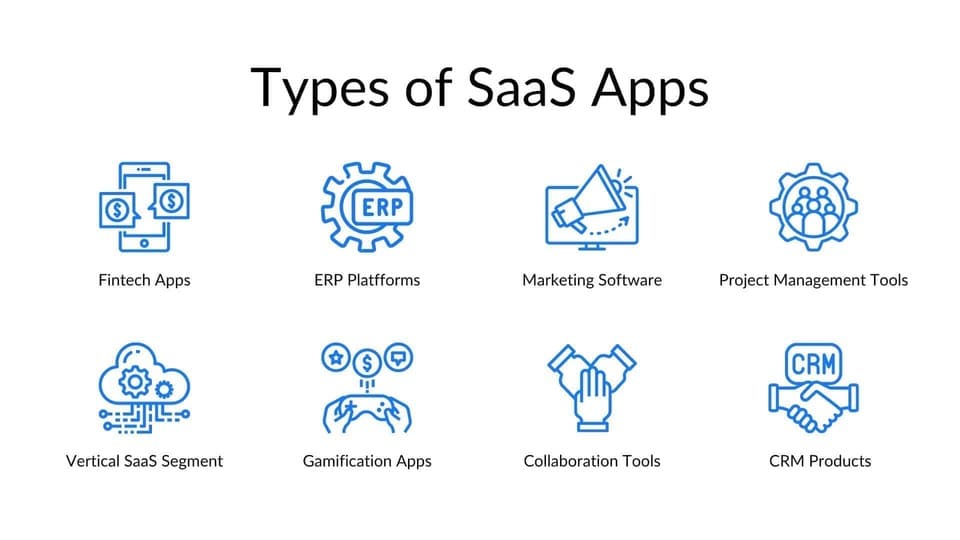 Types of SaaS Apps
$
$
ERP
Fintech Apps
ERP Platfforms
Marketing Software
Project Management Tools
$
CRM
Vertical SaaS Segment
Gamification Apps
Collaboration Tools
CRM Products